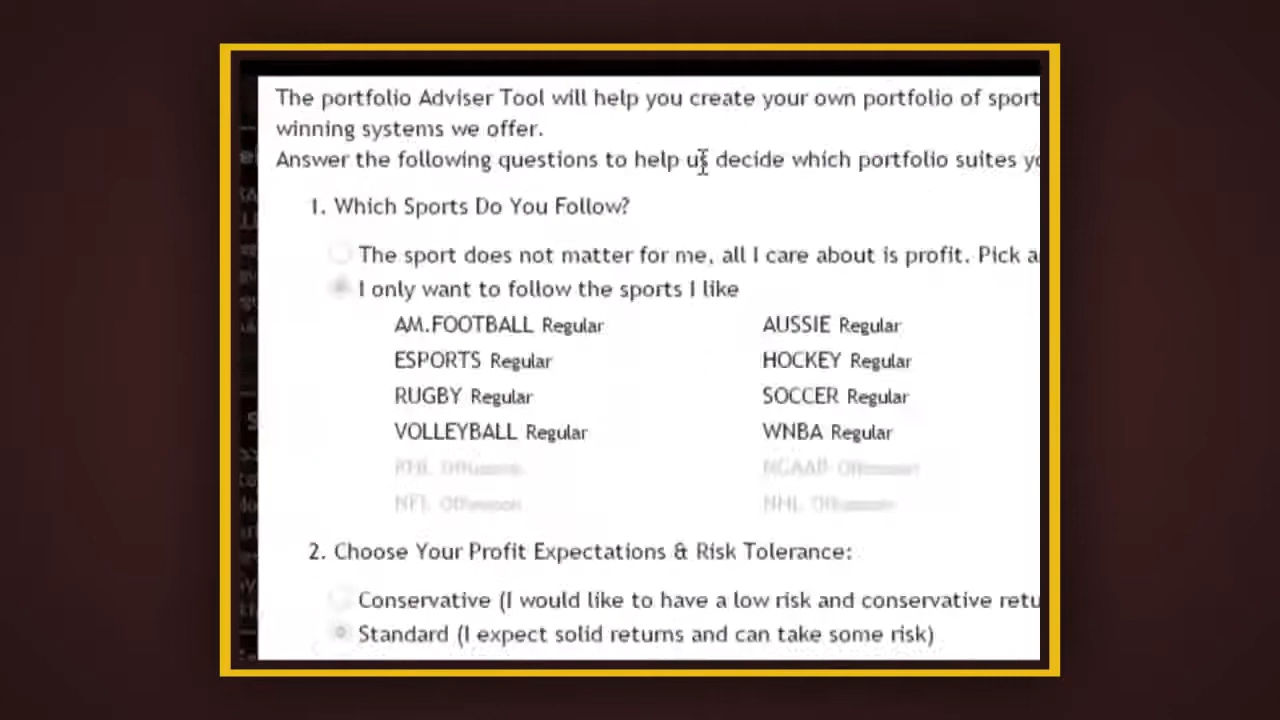 The portfolio Adviser Tool will help you create your own portfolio of sport
winning systems we offer.
Answer the following questions to help us decide which portfolio suites yo
1. Which Sports Do You Follow?
The sport does not matter for me, all I care about is profit. Pick a
I only want to follow the sports I like
AM.FOOTBALL Regular AUSSIE Regular
ESPORTS Regular HOCKEY Regular
RUGBY Regular SOCCER Regular
VOLLEYBALL Regular WNBA Regular
NFL NHL
2. Choose Your Profit Expectations & Risk Tolerance:
Conservative (I would like to have a low risk and conservative retu
Standard (I expect solid returns and can take some risk)